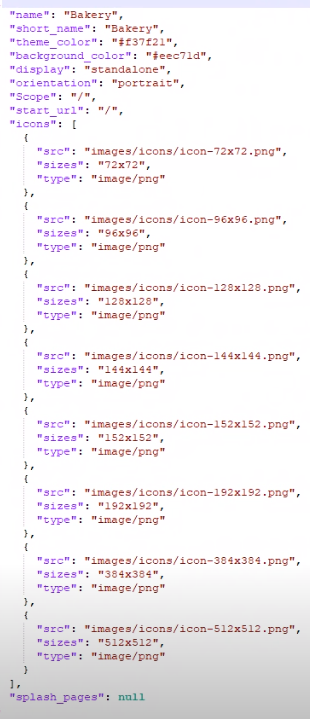 "name": "Bakery",
"short_name": "Bakery",
"theme_color": "#f37f21",
"background_color": "#eec71d",
"display": "standalone",
"orientation": "portrait",
"Scope": "/",
"start_url": "/",
"icons": [
{
"src": "images/icons/icon-72x72.png",
"sizes": "72x72",
"type": "image/png"
},
{
"src": "images/icons/icon-96x96.png",
"sizes": "96x96",
"type": "image/png"
},
{
"src": "images/icons/icon-128x128.png",
"sizes": "128x128",
"type": "image/png"
},
{
"src": "images/icons/icon-144x144.png",
"sizes": "144x144",
"type": "image/png"
},
{
"src": "images/icons/icon-152x152.png",
"sizes": "152x152",
"type": "image/png"
},
{
"src": "images/icons/icon-192x192.png",
"sizes": "192x192",
"type": "image/png"
},
{
"src": "images/icons/icon-384x384.png",
"sizes": "384x384",
"type": "image/png"
},
{
"src": "images/icons/icon-512x512.png",
"sizes": "512x512",
"type": "image/png"
}
],
"splash_pages": null